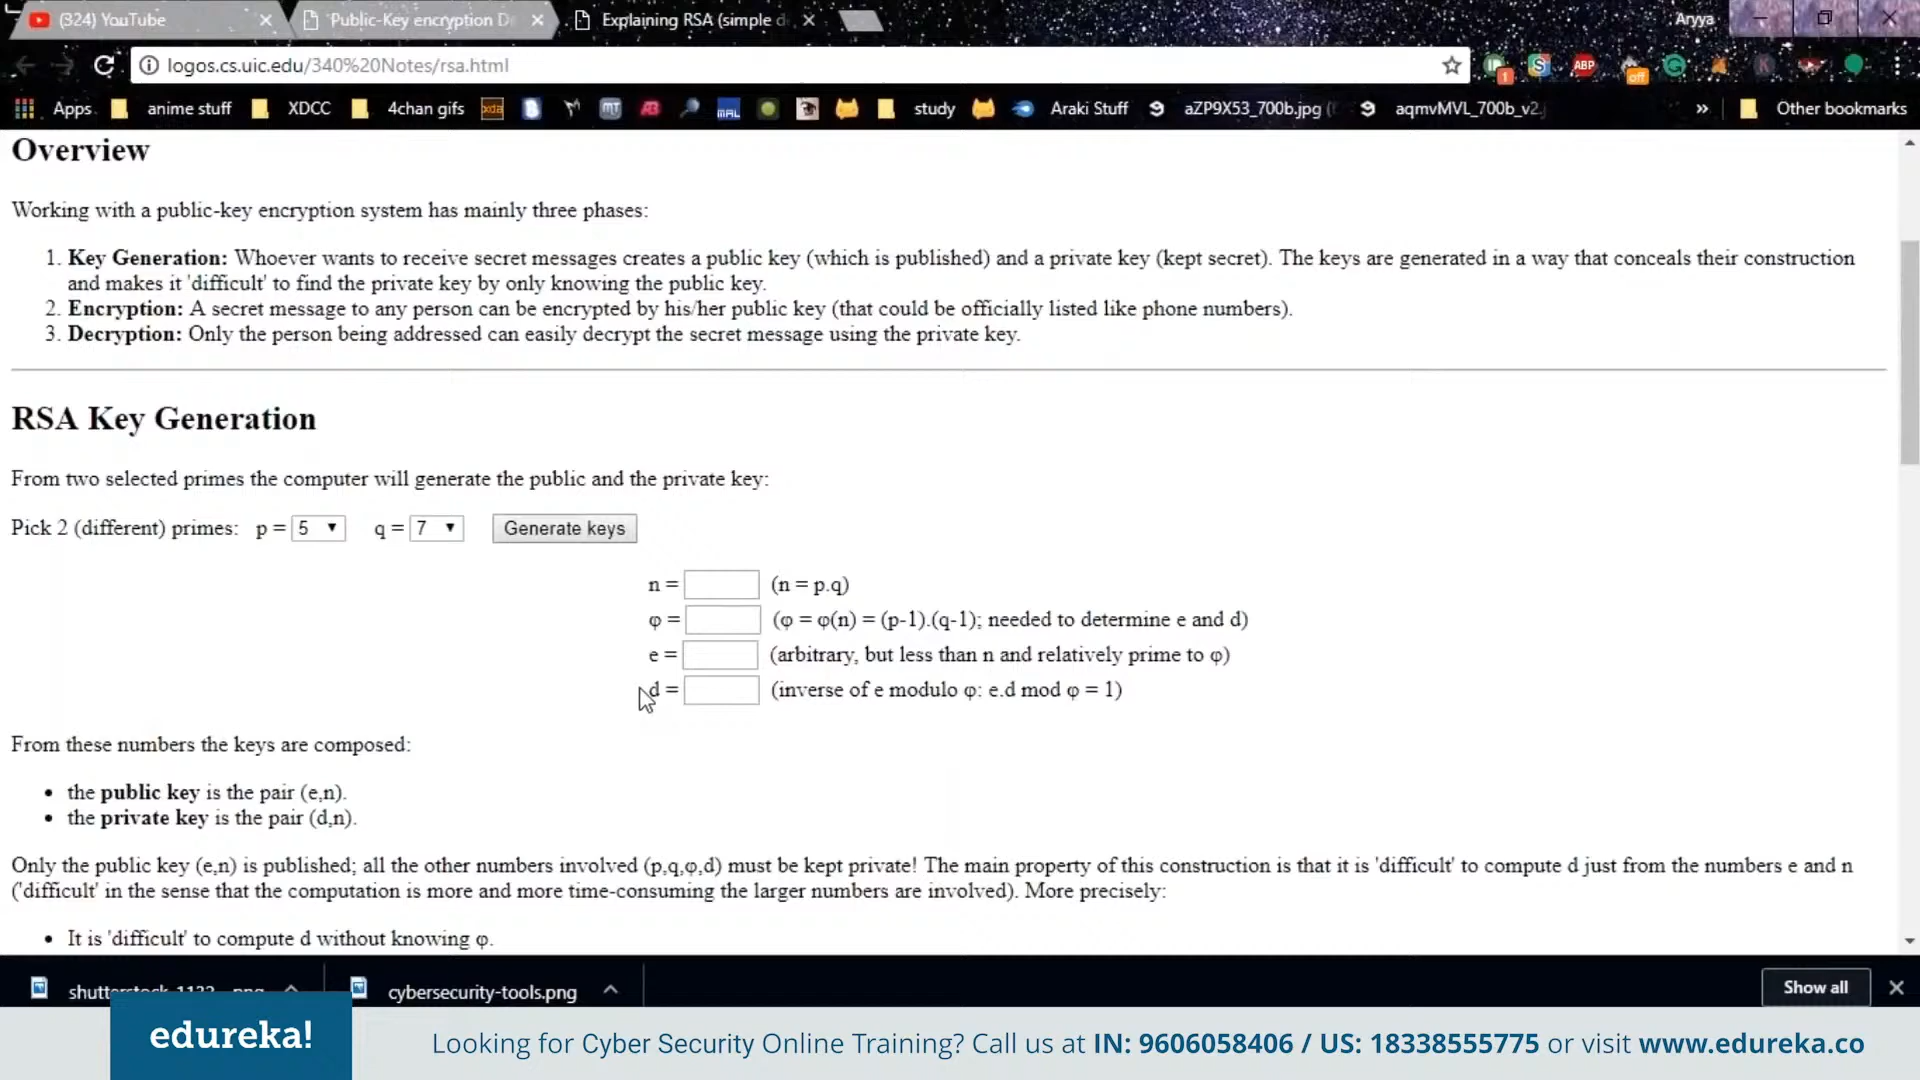 (324) YouTube
Public-Key encryption D
Explaining RSA (simple d
Aryya
logos.cs.uic.edu/340%20Notes/rsa.html
1
ABP
off
Apps
anime stuff
XDCC
4chan gifs
xda
MAL
study
Araki Stuff
aZP9X53_700b.jpg (
aqmvMVL_700b_v2.
»
Other bookmarks
Overview
Working with a public-key encryption system has mainly three phases:
1. Key Generation: Whoever wants to receive secret messages creates a public key (which is published) and a private key (kept secret). The keys are generated in a way that conceals their construction
and makes it 'difficult' to find the private key by only knowing the public key.
2. Encryption: A secret message to any person can be encrypted by his/her public key (that could be officially listed like phone numbers).
3. Decryption: Only the person being addressed can easily decrypt the secret message using the private key.
RSA Key Generation
From two selected primes the computer will generate the public and the private key:
Pick 2 (different) primes: p = 5 q = 7 Generate keys
n = (n = p.q)
φ = (φ = φ(n) = (p-1).(q-1); needed to determine e and d)
e = (arbitrary, but less than n and relatively prime to φ)
d = (inverse of e modulo φ: e.d mod φ = 1)
From these numbers the keys are composed:
• the public key is the pair (e,n).
• the private key is the pair (d,n).
Only the public key (e,n) is published; all the other numbers involved (p,q,φ,d) must be kept private! The main property of this construction is that it is 'difficult' to compute d just from the numbers e and n
('difficult' in the sense that the computation is more and more time-consuming the larger numbers are involved). More precisely:
• It is 'difficult' to compute d without knowing φ.
cybersecurity-tools.png
Show all
edureka!
Looking for Cyber Security Online Training? Call us at IN: 9606058406 / US: 18338555775 or visit www.edureka.co